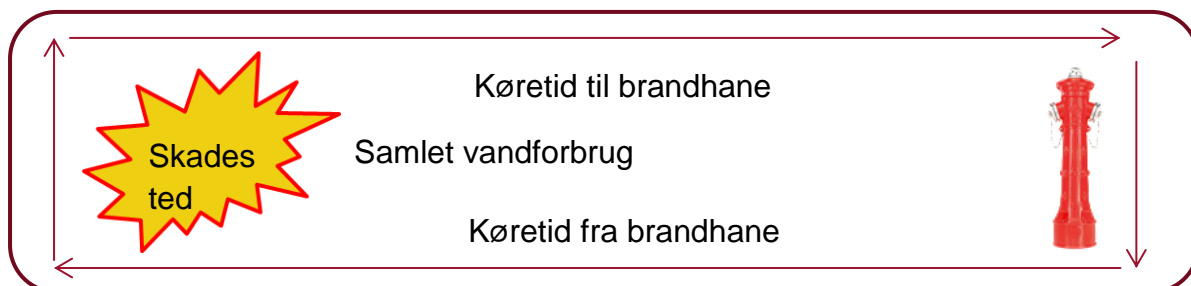 Køretid til brandhane
Skades
ted
Samlet vandforbrug
Køretid fra brandhane